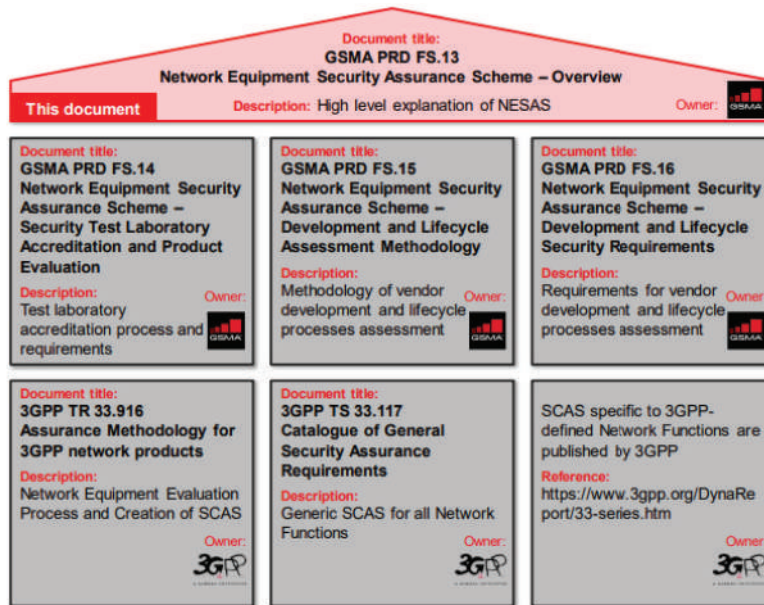 Document title:
GSMA PRD FS.13
Network Equipment Security Assurance Scheme – Overview
This document
Description: High level explanation of NESAS
Owner:
GSMA
Document title:
GSMA PRD FS.14
Network Equipment Security
Assurance Scheme –
Security Test Laboratory
Accreditation and Product
Evaluation
Description:
Test laboratory
accreditation process and
requirements
Owner:
GSMA
Document title:
GSMA PRD FS.15
Network Equipment Security
Assurance Scheme –
Development and Lifecycle
Assessment Methodology
Description:
Methodology of vendor
development and lifecycle
processes assessment
Owner:
GSMA
Document title:
GSMA PRD FS.16
Network Equipment Security
Assurance Scheme –
Development and Lifecycle
Security Requirements
Description:
Requirements for vendor
development and lifecycle
processes assessment
Owner:
GSMA
Document title:
3GPP TR 33.916
Assurance Methodology for
3GPP network products
Description:
Network Equipment Evaluation
Process and Creation of SCAS
Owner:
3GPP
Document title:
3GPP TS 33.117
Catalogue of General
Security Assurance
Requirements
Description:
Generic SCAS for all Network
Functions
Owner:
3GPP
SCAS specific to 3GPP-
defined Network Functions are
published by 3GPP
Reference:
https://www.3gpp.org/DynaRe
port/33-series.htm
Owner
3GPP